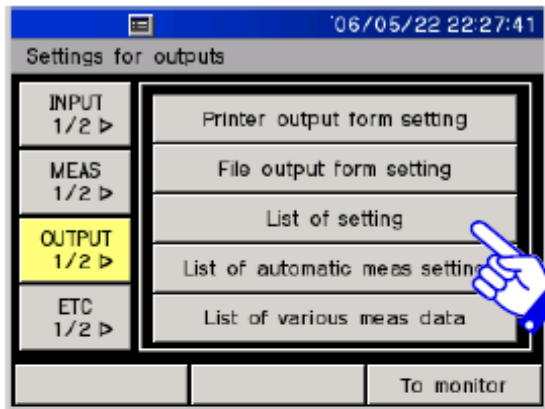 '06/05/22 22:27:41
Settings for outputs
INPUT
1/2 ▷
Printer output form setting
MEAS
1/2 ▷
File output form setting
OUTPUT
1/2 ▷
List of setting
List of automatic meas setting
ETC
1/2 ▷
List of various meas data
To monitor